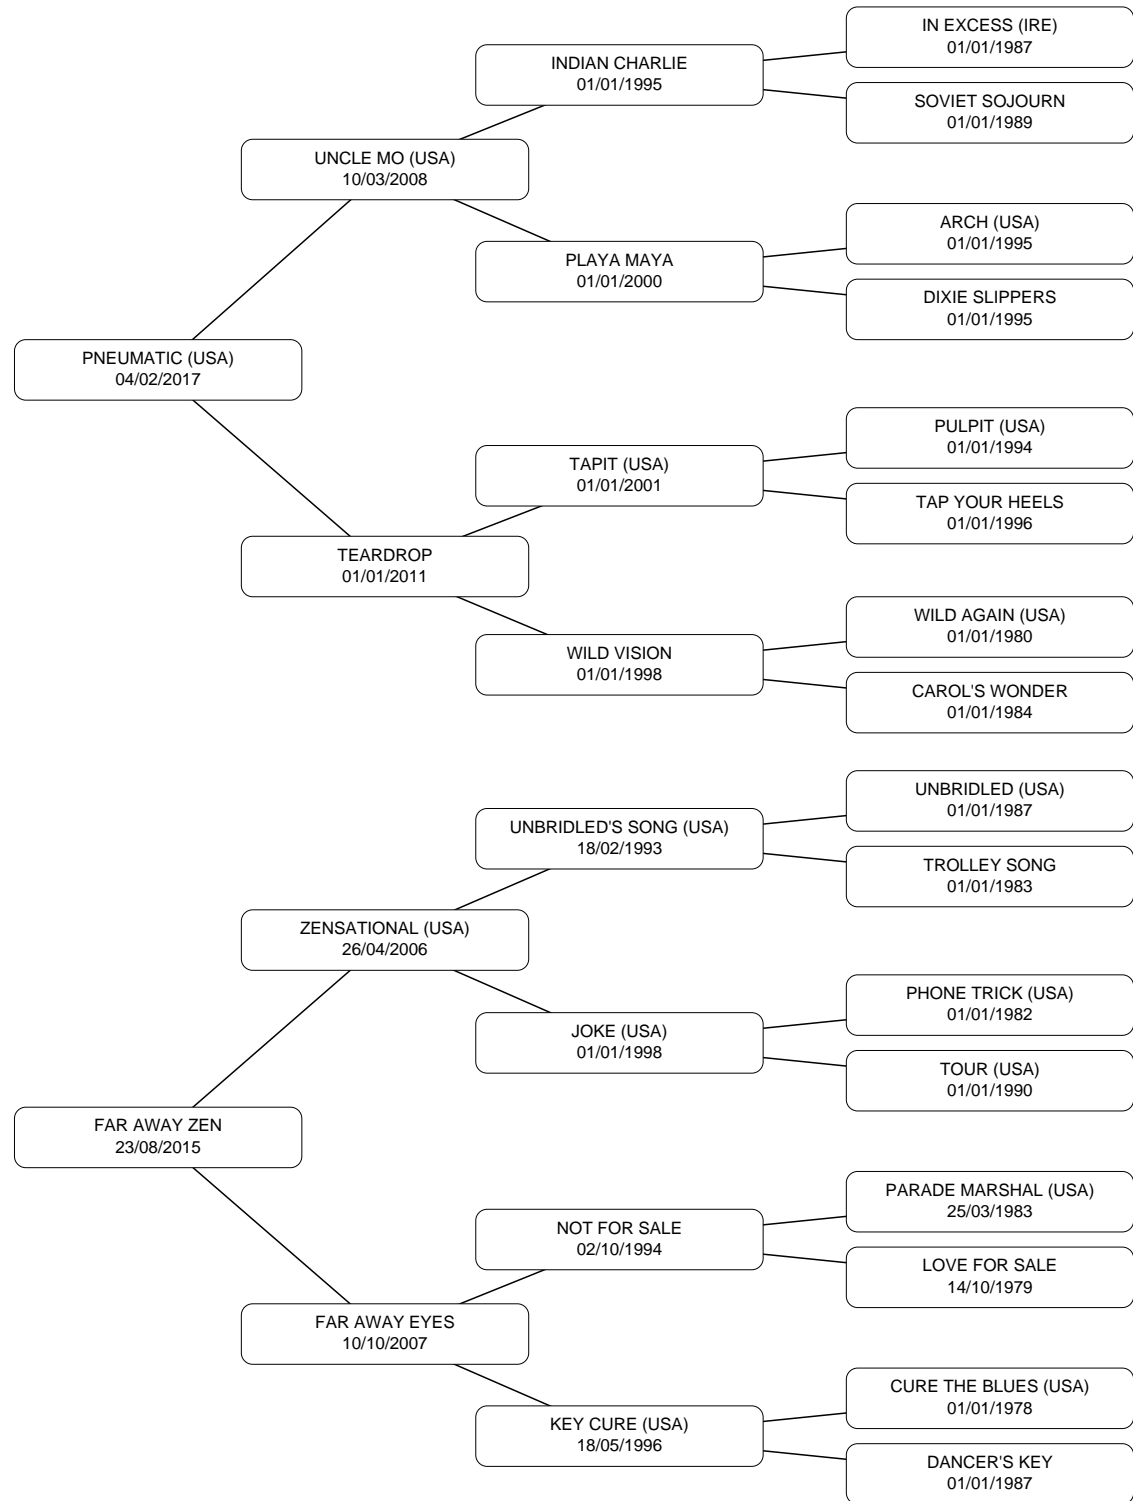 IN EXCESS (IRE)
01/01/1987
INDIAN CHARLIE
01/01/1995
SOVIET SOJOURN
01/01/1989
UNCLE MO (USA)
10/03/2008
ARCH (USA)
01/01/1995
PLAYA MAYA
01/01/2000
DIXIE SLIPPERS
01/01/1995
PNEUMATIC (USA)
04/02/2017
PULPIT (USA)
01/01/1994
TAPIT (USA)
01/01/2001
TAP YOUR HEELS
01/01/1996
TEARDROP
01/01/2011
WILD AGAIN (USA)
01/01/1980
WILD VISION
01/01/1998
CAROL'S WONDER
01/01/1984
UNBRIDLED (USA)
01/01/1987
UNBRIDLED'S SONG (USA)
18/02/1993
TROLLEY SONG
01/01/1983
ZENSATIONAL (USA)
26/04/2006
PHONE TRICK (USA)
01/01/1982
JOKE (USA)
01/01/1998
TOUR (USA)
01/01/1990
FAR AWAY ZEN
23/08/2015
PARADE MARSHAL (USA)
25/03/1983
NOT FOR SALE
02/10/1994
LOVE FOR SALE
14/10/1979
FAR AWAY EYES
10/10/2007
CURE THE BLUES (USA)
01/01/1978
KEY CURE (USA)
18/05/1996
DANCER'S KEY
01/01/1987